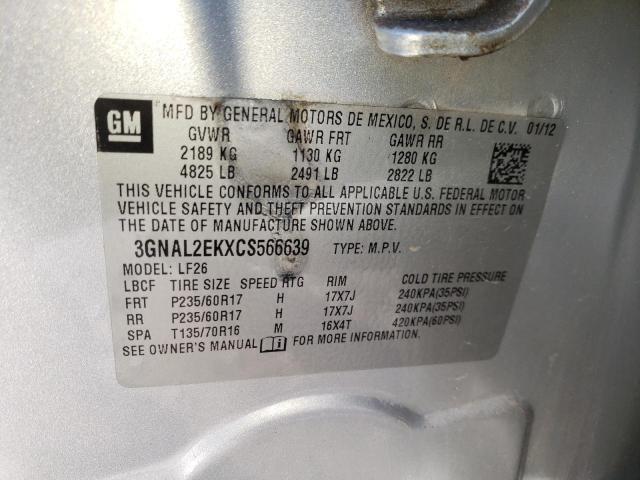 GM
MFD BY GENERAL MOTORS DE MEXICO, S. DE R.L. DE C.V. 01/12
GVWR GAWR FRT GAWR RR
2189 KG 1130 KG 1280 KG
4825 LB 2491 LB 2822 LB
THIS VEHICLE CONFORMS TO ALL APPLICABLE U.S. FEDERAL MOTOR
VEHICLE SAFETY AND THEFT PREVENTION STANDARDS IN EFFECT ON
THE DATE OF MANUFACTURE SHOWN ABOVE.
3GNAL2EKXCS566639 TYPE: M.P.V.
MODEL: LF26
LBCF TIRE SIZE SPEED RTG RIM COLD TIRE PRESSURE
FRT P235/60R17 H 17X7J 240KPA(35PSI)
RR P235/60R17 H 17X7J 240KPA(35PSI)
SPA T135/70R16 M 16X4T 420KPA(60PSI)
SEE OWNER'S MANUAL i FOR MORE INFORMATION.